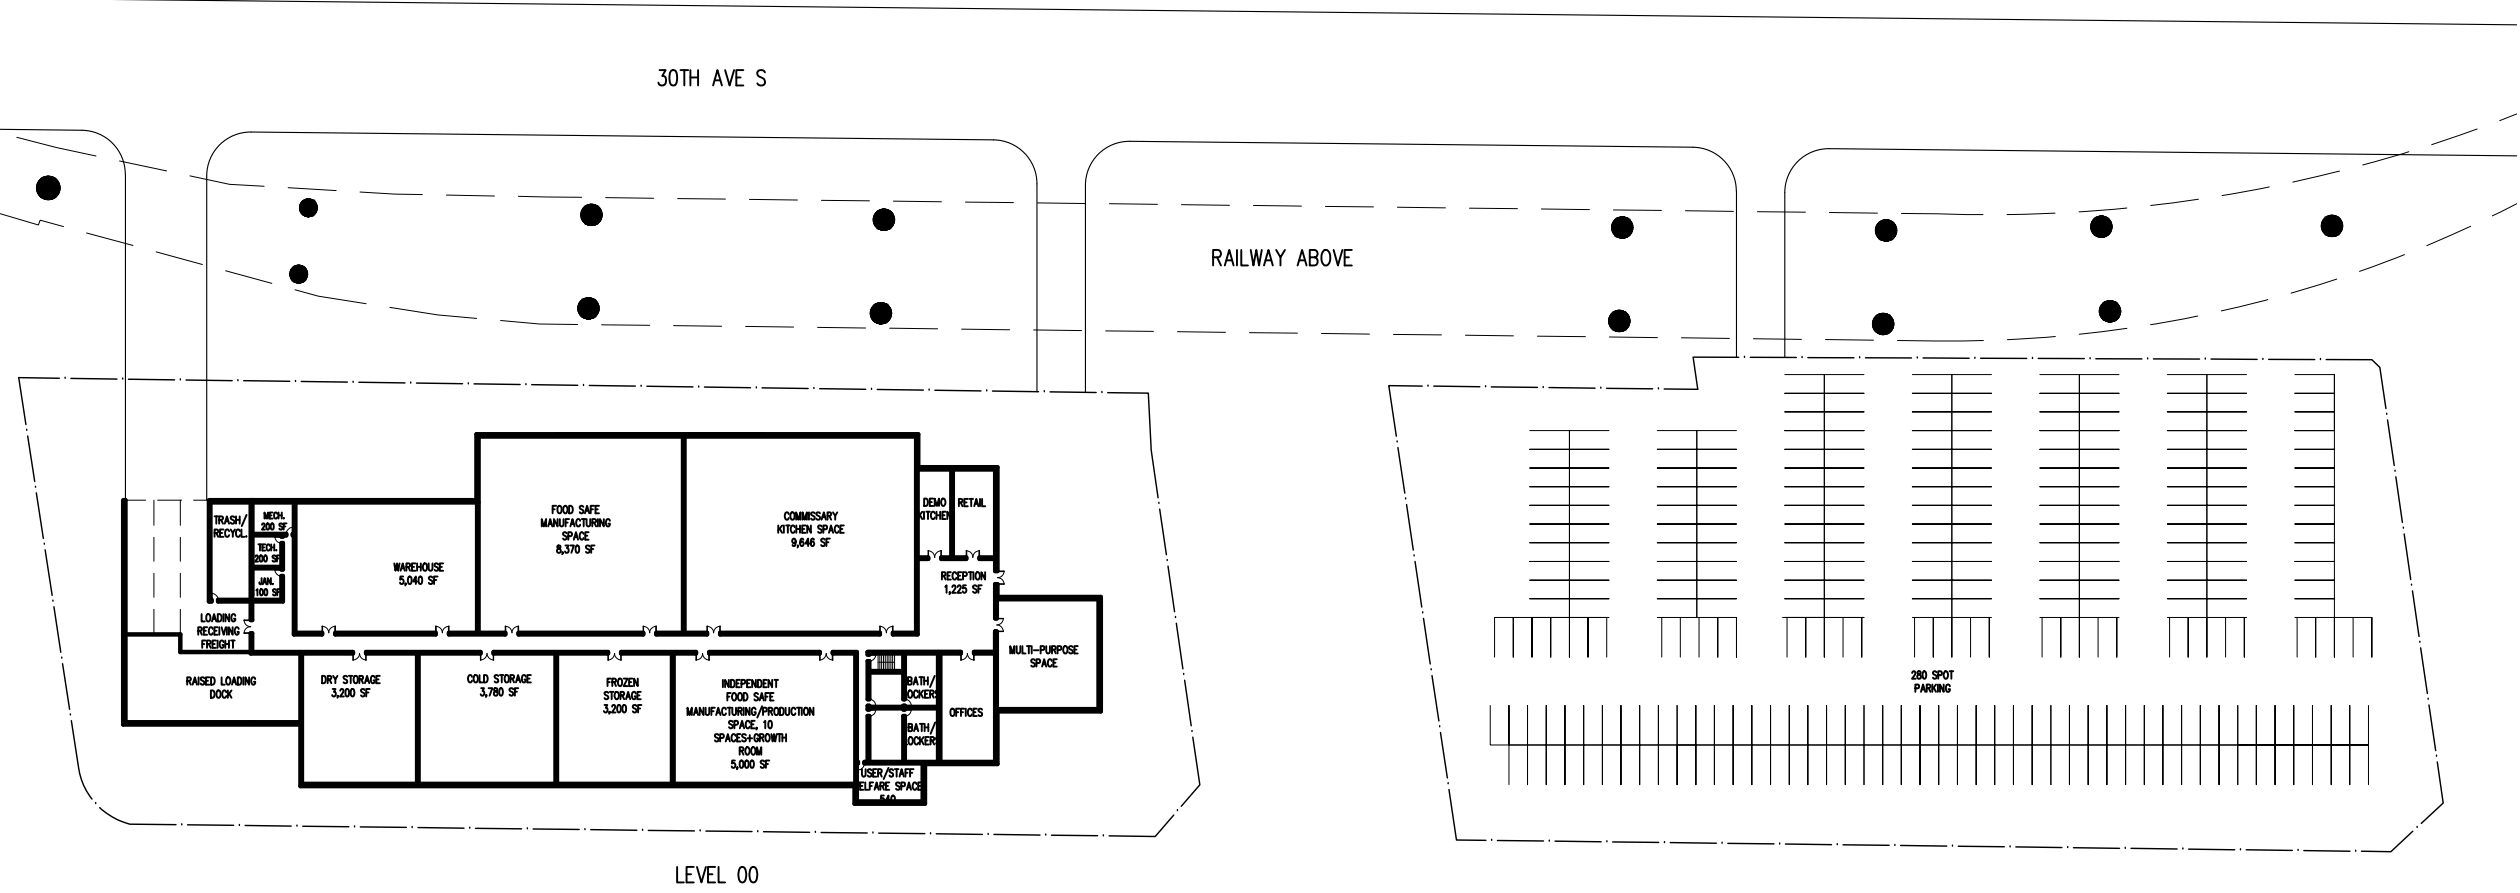 30TH AVE S
RAILWAY ABOVE
TRASH/
RECYCL.
MECH.
200 SF
TECH.
200 SF
JAN.
100 SF
WAREHOUSE
5,040 SF
FOOD SAFE
MANUFACTURING
SPACE
8,370 SF
COMMISSARY
KITCHEN SPACE
9,646 SF
DEMO
KITCHEN
RETAIL
RECEPTION
1,225 SF
LOADING
RECEIVING
FREIGHT
RAISED LOADING
DOCK
DRY STORAGE
3,200 SF
COLD STORAGE
3,780 SF
FROZEN
STORAGE
3,200 SF
INDEPENDENT
FOOD SAFE
MANUFACTURING/PRODUCTION
SPACE, 10
SPACES+GROWTH
ROOM
5,000 SF
BATH/
OCKERS
BATH/
OCKERS
OFFICES
MULTI-PURPOSE
SPACE
USER/STAFF
ELFARE SPACE
540
280 SPOT
PARKING
LEVEL 00